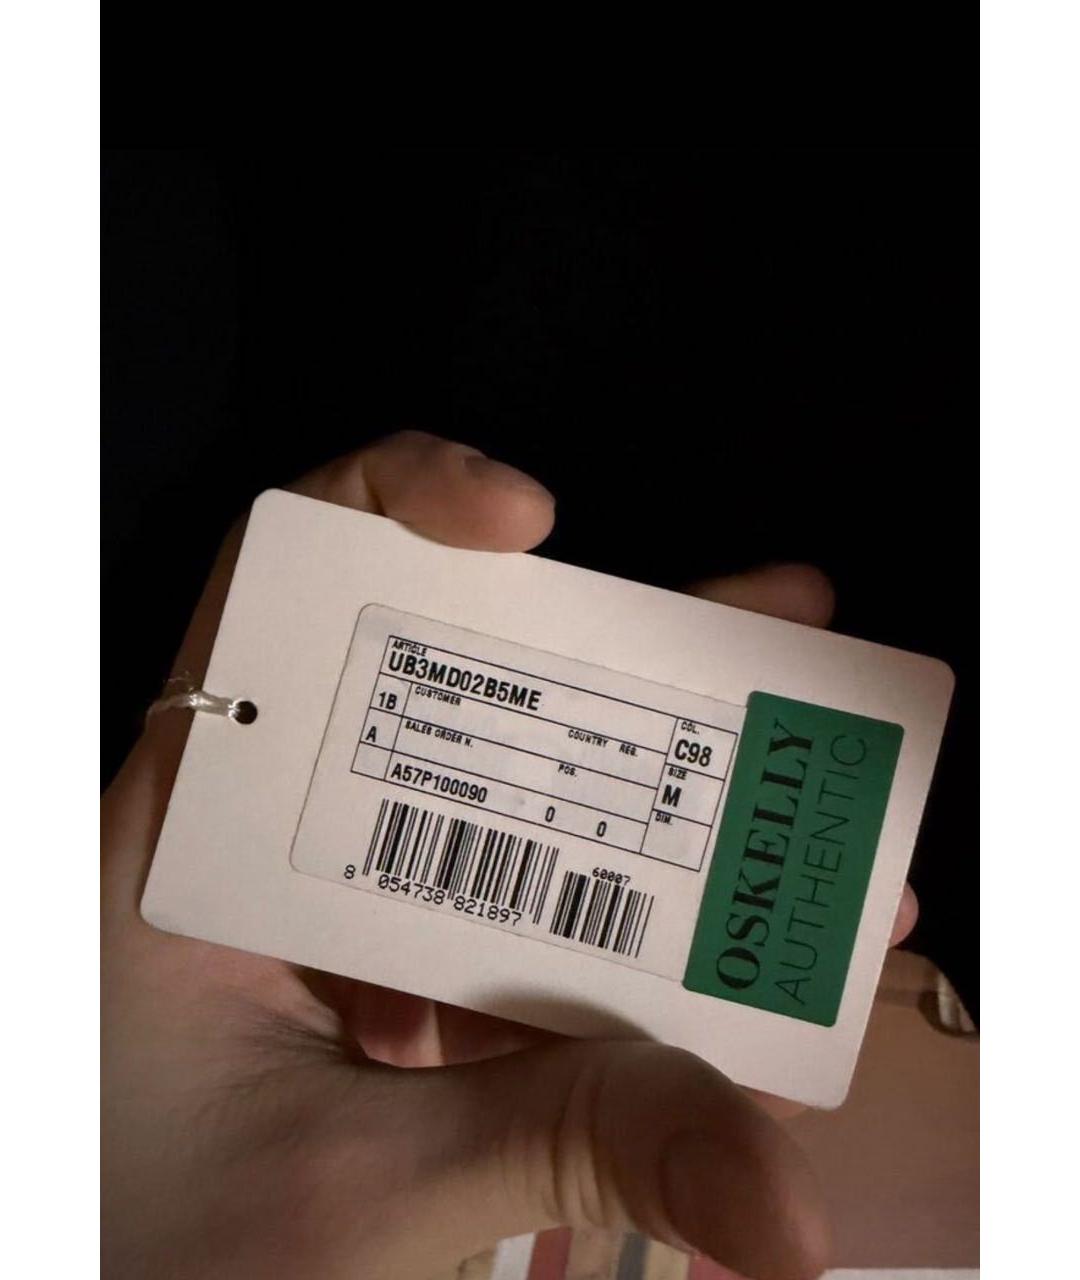 ARTICLE
UB3MD02B5ME
1B CUSTOMER COUNTRY REG.
COL.
C98
A SALES ORDER N. POS.
SIZE
M
A57P100090 0 0
DIM.
8 054738 821897
60007
OSKELLY
AUTHENTIC